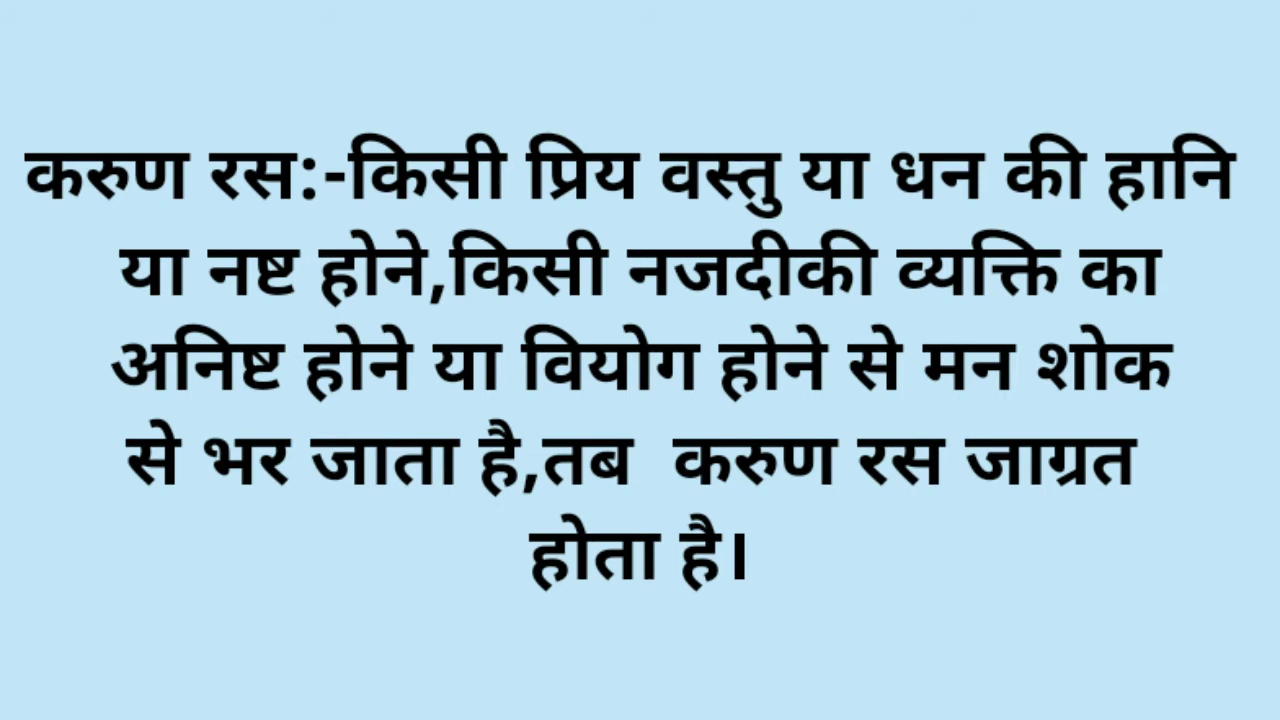 करुण रस:-किसी प्रिय वस्तु या धन की हानि
या नष्ट होने,किसी नजदीकी व्यक्ति का
अनिष्ट होने या वियोग होने से मन शोक
से भर जाता है,तब  करुण रस जाग्रत
होता है।